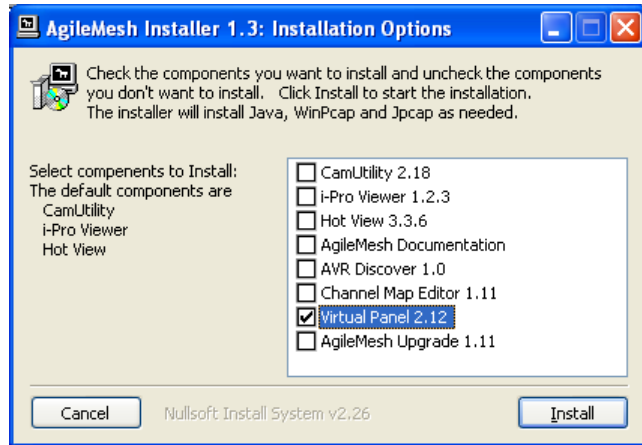 AgileMesh Installer 1.3: Installation Options
Check the components you want to install and uncheck the components
you don't want to install. Click Install to start the installation.
The installer will install Java, WinPcap and Jpcap as needed.
Select compenents to Install:
The default components are
CamUtility
i-Pro Viewer
Hot View
CamUtility 2.18
i-Pro Viewer 1.2.3
Hot View 3.3.6
AgileMesh Documentation
AVR Discover 1.0
Channel Map Editor 1.11
Virtual Panel 2.12
AgileMesh Upgrade 1.11
Cancel
Nullsoft Install System v2.26
Install